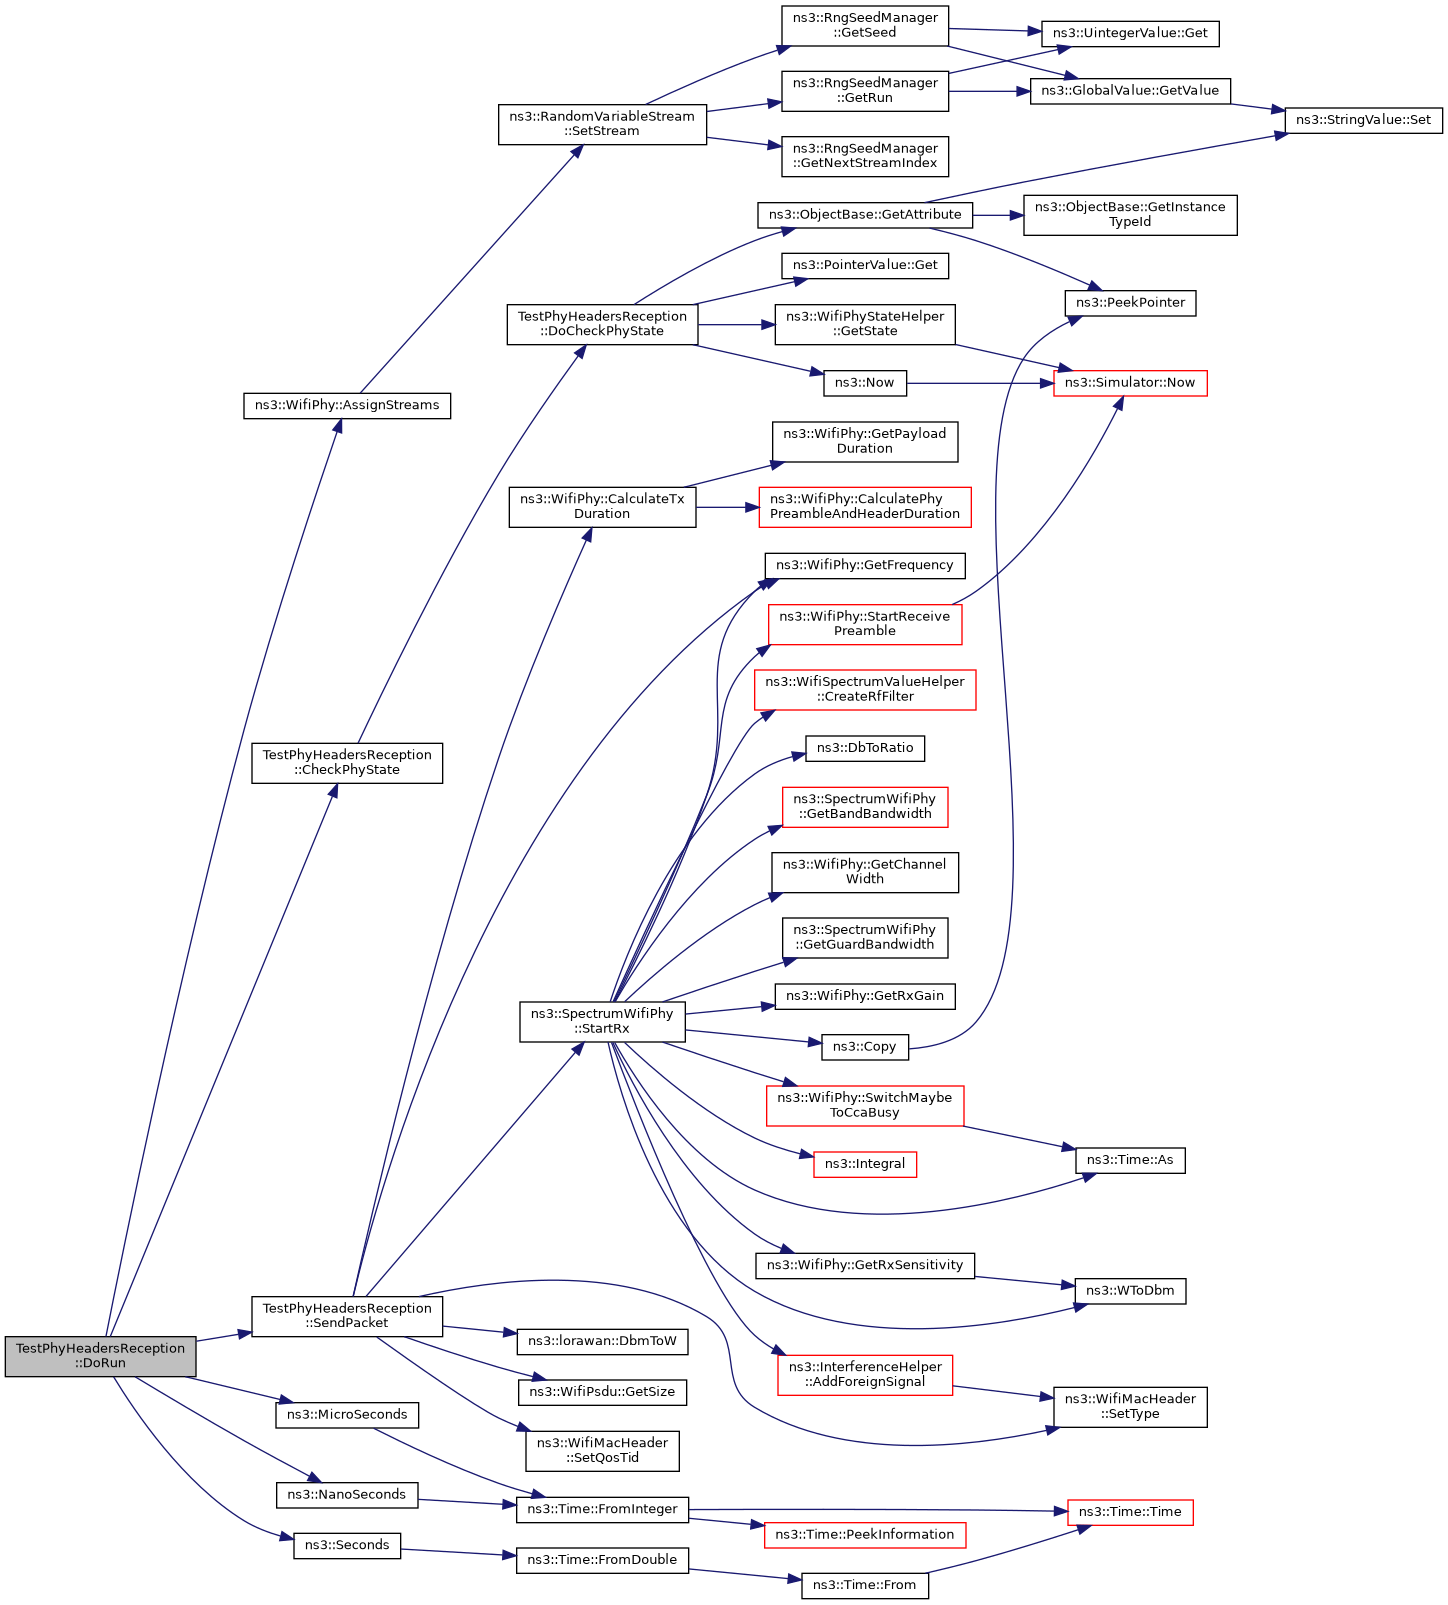 ns3::RngSeedManager
::GetSeed
ns3::UintegerValue::Get
ns3::RngSeedManager
::GetRun
ns3::GlobalValue::GetValue
ns3::RandomVariableStream
::SetStream
ns3::StringValue::Set
ns3::RngSeedManager
::GetNextStreamIndex
ns3::ObjectBase::GetAttribute
ns3::ObjectBase::GetInstance
TypeId
ns3::PointerValue::Get
ns3::PeekPointer
TestPhyHeadersReception
::DoCheckPhyState
ns3::WifiPhyStateHelper
::GetState
ns3::Now
ns3::Simulator::Now
ns3::WifiPhy::AssignStreams
ns3::WifiPhy::GetPayload
Duration
ns3::WifiPhy::CalculateTx
Duration
ns3::WifiPhy::CalculatePhy
PreambleAndHeaderDuration
ns3::WifiPhy::GetFrequency
ns3::WifiPhy::StartReceive
Preamble
ns3::WifiSpectrumValueHelper
::CreateRfFilter
TestPhyHeadersReception
::CheckPhyState
ns3::DbToRatio
ns3::SpectrumWifiPhy
::GetBandBandwidth
ns3::WifiPhy::GetChannel
Width
ns3::SpectrumWifiPhy
::GetGuardBandwidth
ns3::WifiPhy::GetRxGain
ns3::SpectrumWifiPhy
::StartRx
ns3::Copy
ns3::WifiPhy::SwitchMaybe
ToCcaBusy
ns3::Integral
ns3::Time::As
ns3::WifiPhy::GetRxSensitivity
ns3::WToDbm
TestPhyHeadersReception
::SendPacket
ns3::lorawan::DbmToW
TestPhyHeadersReception
::DoRun
ns3::InterferenceHelper
::AddForeignSignal
ns3::WifiPsdu::GetSize
ns3::WifiMacHeader
::SetType
ns3::MicroSeconds
ns3::WifiMacHeader
::SetQosTid
ns3::NanoSeconds
ns3::Time::FromInteger
ns3::Time::Time
ns3::Time::PeekInformation
ns3::Seconds
ns3::Time::FromDouble
ns3::Time::From